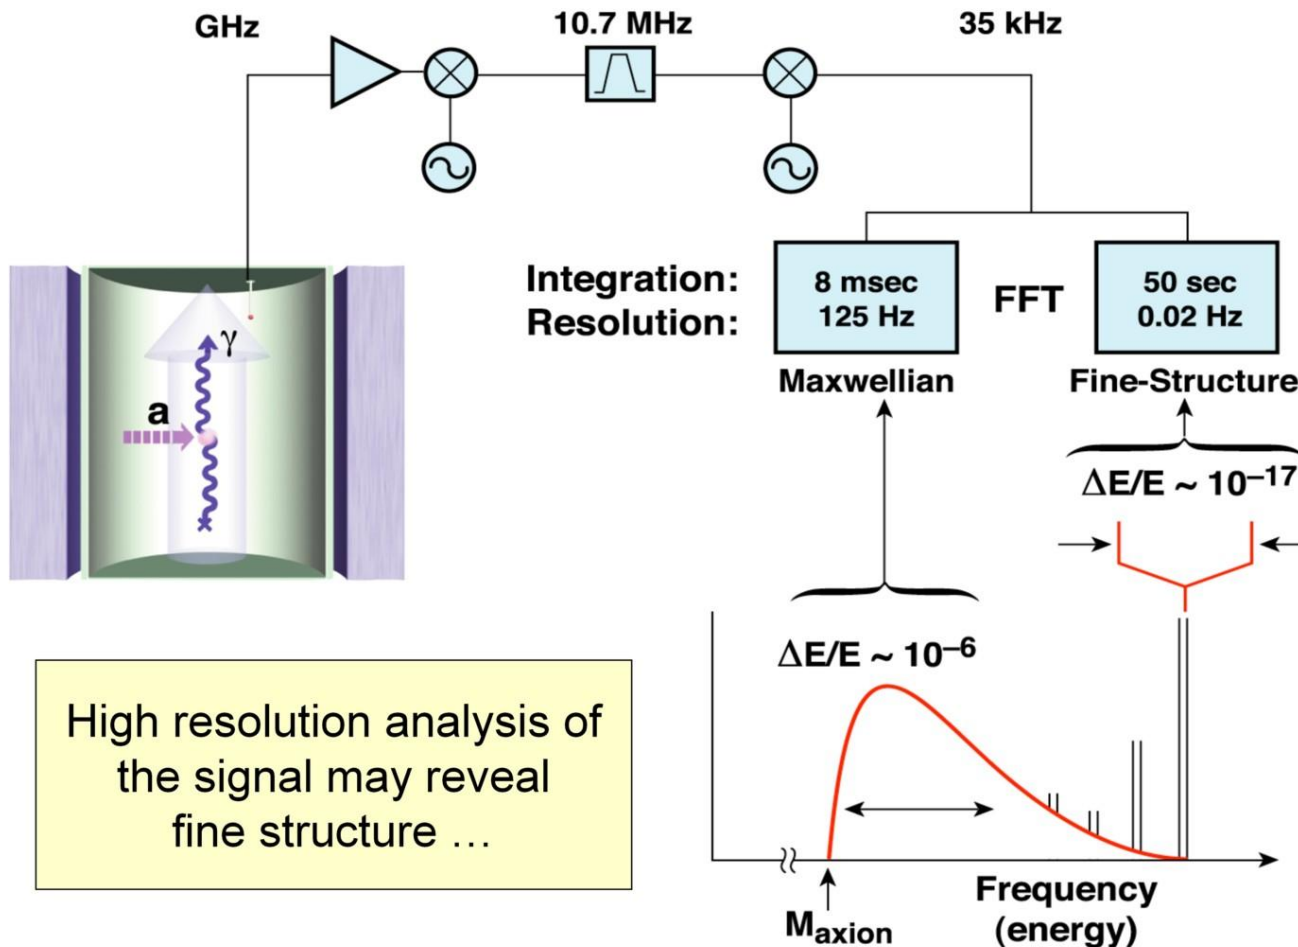 GHz
10.7 MHz
35 kHz
Integration:
Resolution:
8 msec
125 Hz
FFT
50 sec
0.02 Hz
Maxwellian
Fine-Structure
γ
a
ΔE/E ~ 10⁻¹⁷
ΔE/E ~ 10⁻⁶
High resolution analysis of
the signal may reveal
fine structure ...
Maxion
Frequency
(energy)